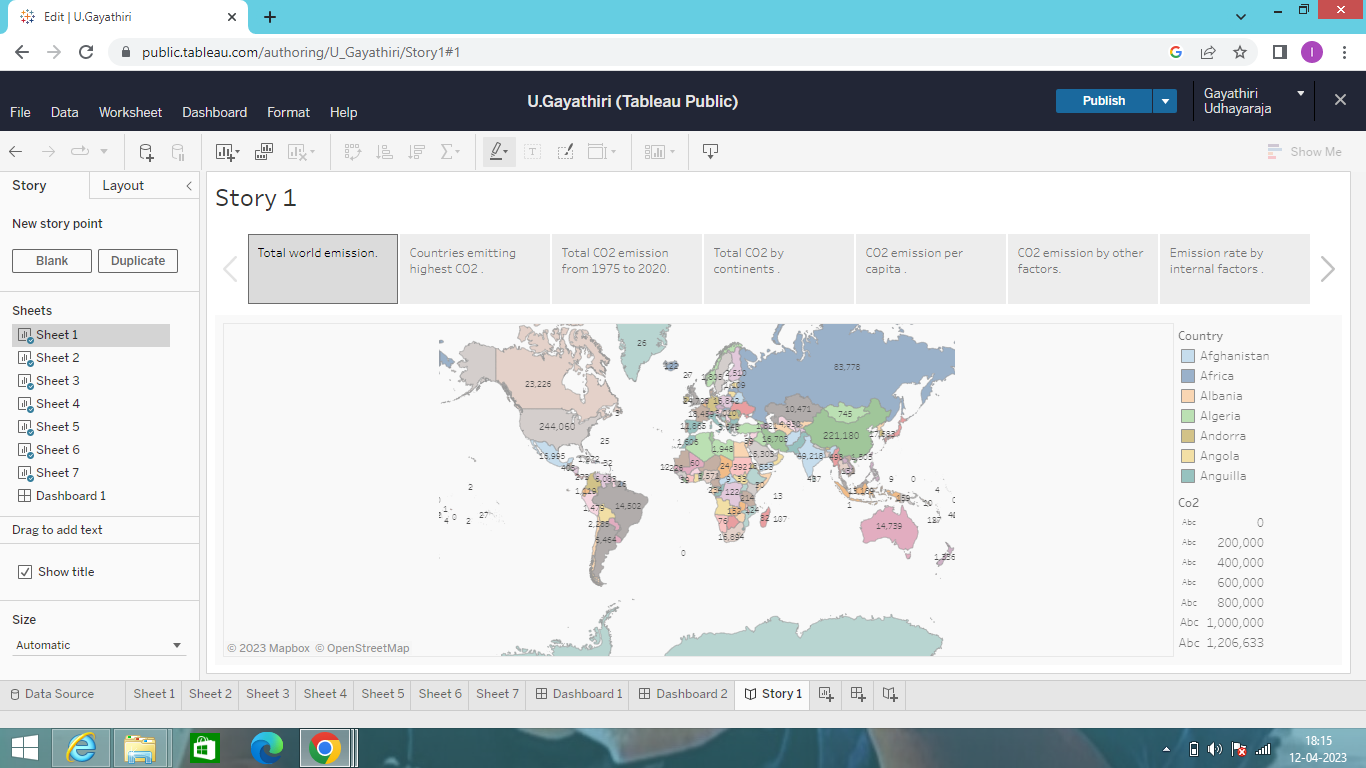 Edit | U.Gayathiri
public.tableau.com/authoring/U_Gayathiri/Story1#1
I
File Data Worksheet Dashboard Format Help
U.Gayathiri (Tableau Public)
Publish
Gayathiri
Udhayaraja
Show Me
Story Layout
New story point
Blank Duplicate
Sheets
Sheet 1
Sheet 2
Sheet 3
Sheet 4
Sheet 5
Sheet 6
Sheet 7
Dashboard 1
Drag to add text
Show title
Size
Automatic
Story 1
Total world emission.
Countries emitting
highest CO2 .
Total CO2 emission
from 1975 to 2020.
Total CO2 by
continents .
CO2 emission per
capita .
CO2 emission by other
factors.
Emission rate by
internal factors .
26
122
27
2,510
83,778
23,226
10,471
745
244,060
221,180
25
1,948
16,995
49,218
2
14,502
13
9
0
4
1
14,739
6,464
76
16,894
0
27
© 2023 Mapbox © OpenStreetMap
Country
Afghanistan
Africa
Albania
Algeria
Andorra
Angola
Anguilla
Co2
Abc 0
Abc 200,000
Abc 400,000
Abc 600,000
Abc 800,000
Abc 1,000,000
Abc 1,206,633
Data Source Sheet 1 Sheet 2 Sheet 3 Sheet 4 Sheet 5 Sheet 6 Sheet 7 Dashboard 1 Dashboard 2 Story 1
18:15
12-04-2023